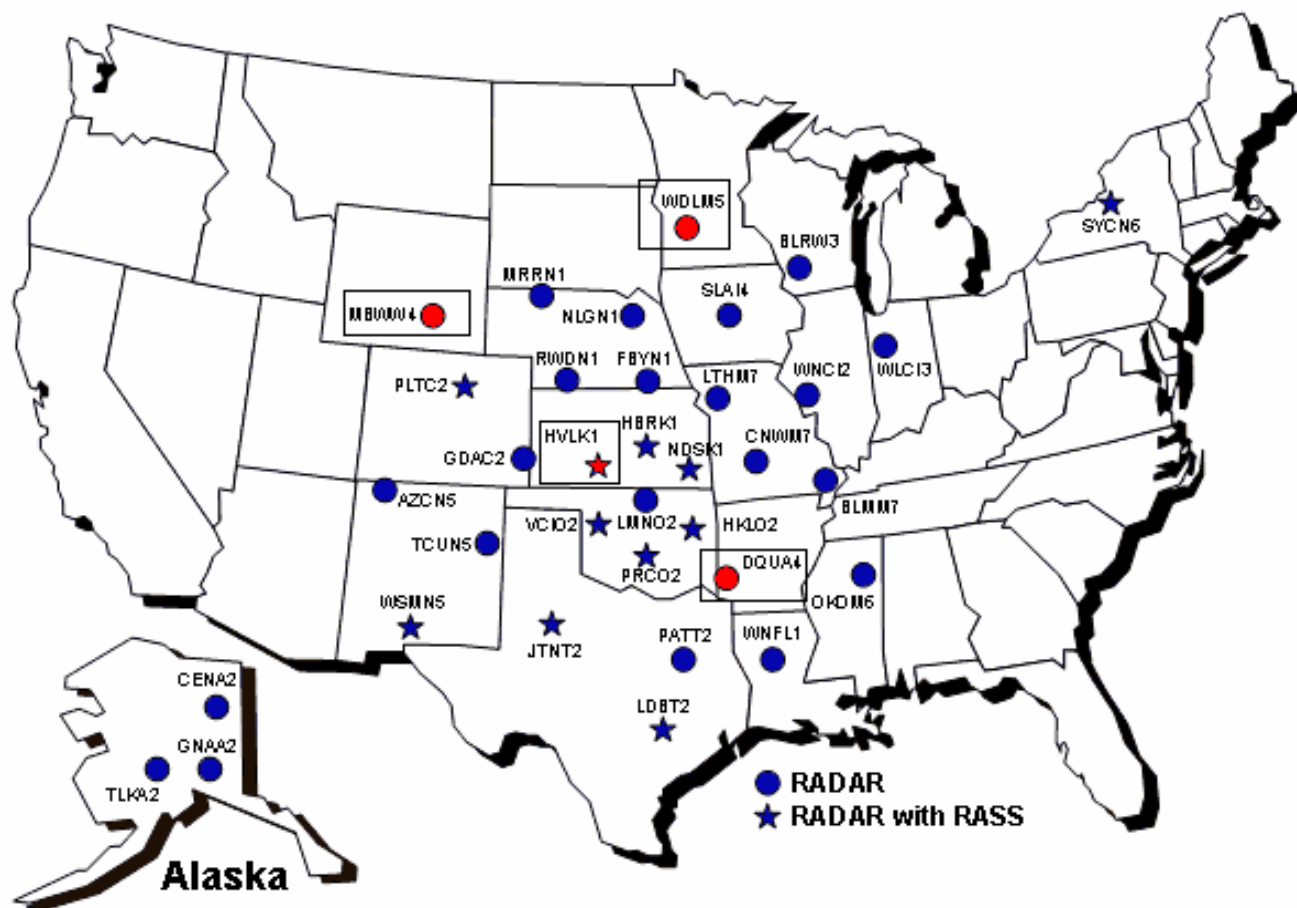 WDLM5
SYCN6
BLRW3
MRRN1
SLAI4
MBWW4
NLGN1
RWDN1
FBYN1
WNCI2
WLCI3
PLTC2
LTHM7
HVLK1
HBRK1
NDSK1
CNWM7
GDAC2
BLMM7
AZCN5
VCIO2
LMNO2
HKLO2
TCUN5
PRCO2
DQUA4
OKDM6
WSMN5
JTNT2
PATT2
WNFL1
CENA2
LDBT2
GNAA2
TLKA2
RADAR
RADAR with RASS
Alaska